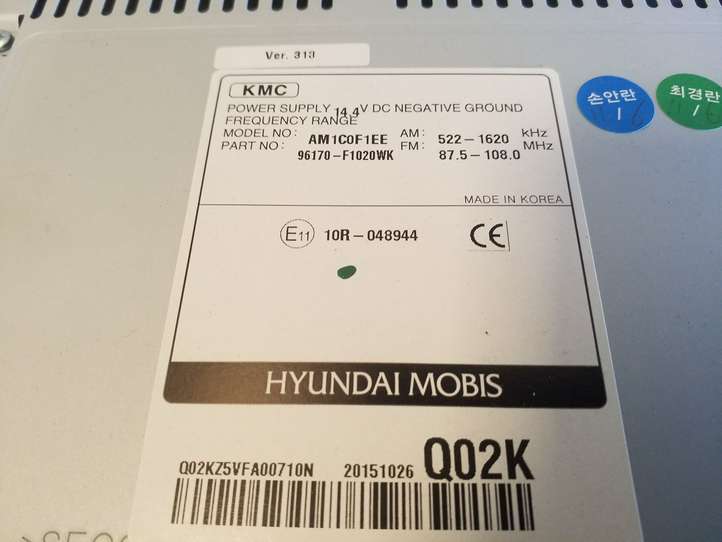 Ver. 313
KMC
POWER SUPPLY 14.4V DC NEGATIVE GROUND
FREQUENCY RANGE
MODEL NO: AM1C0F1EE AM: 522-1620 kHz
PART NO: 96170-F1020WK FM: 87.5-108.0 MHz
MADE IN KOREA
E11 10R-048944 CE
HYUNDAI MOBIS
Q02KZ5VFA00710N 20151026 Q02K
손안란
1
최경란
1